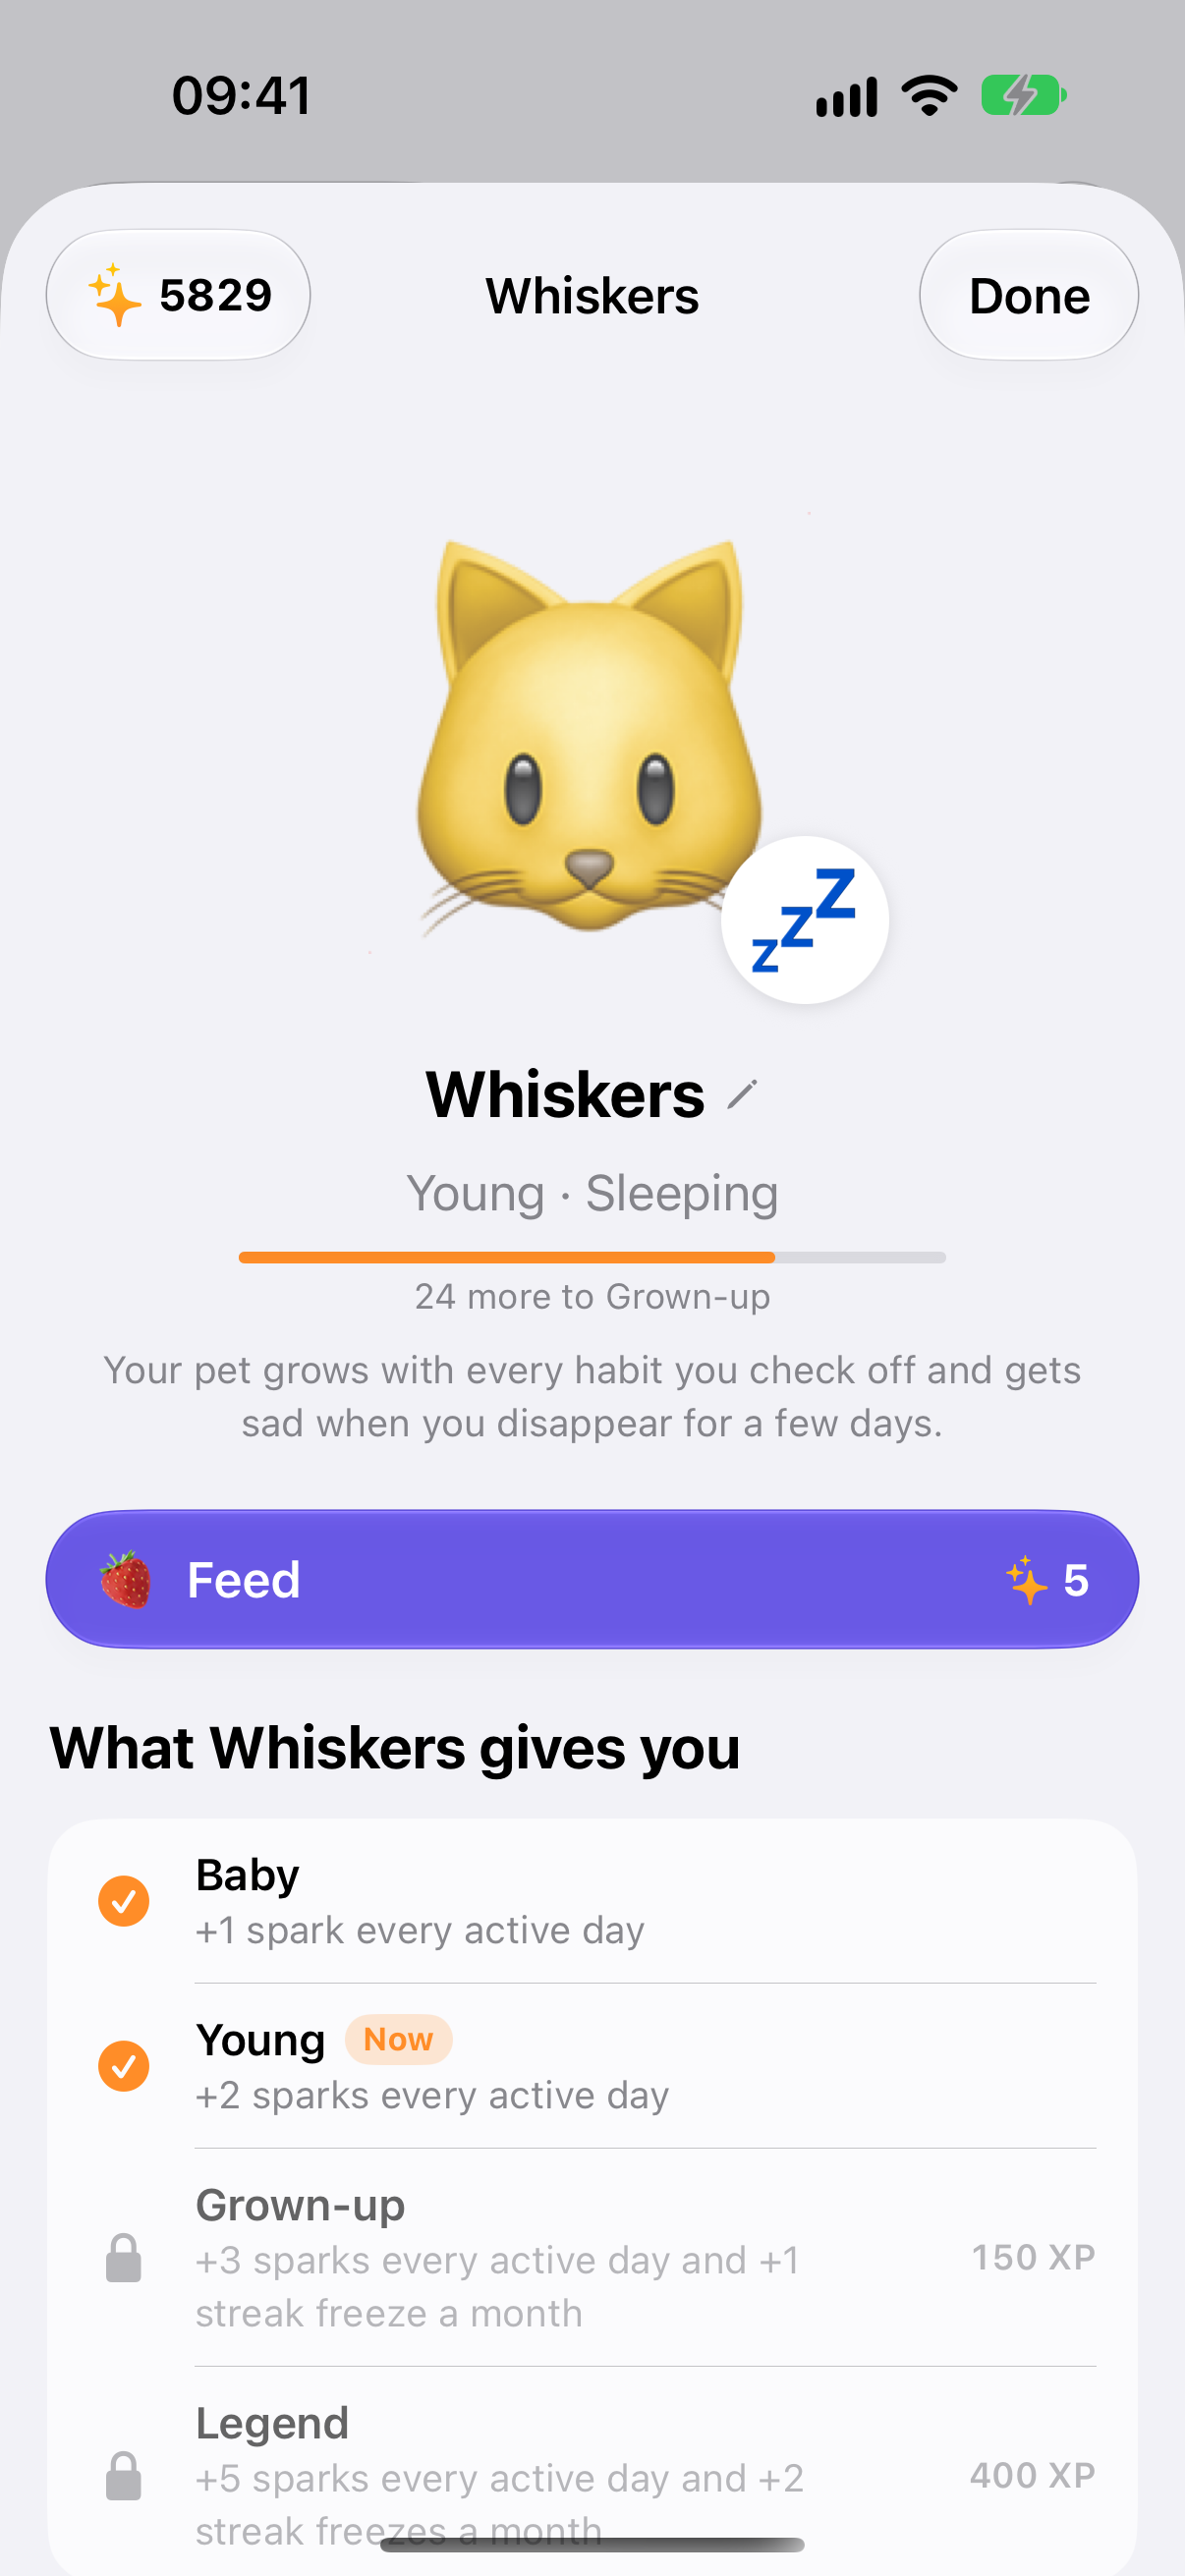 09:41
✨ 5829
Whiskers
Done
💤
Whiskers
Young · Sleeping
24 more to Grown-up
Your pet grows with every habit you check off and gets
sad when you disappear for a few days.
🍓 Feed
✨ 5
What Whiskers gives you
Baby
+1 spark every active day
Young
Now
+2 sparks every active day
Grown-up
+3 sparks every active day and +1
streak freeze a month
150 XP
Legend
+5 sparks every active day and +2
streak freezes a month
400 XP